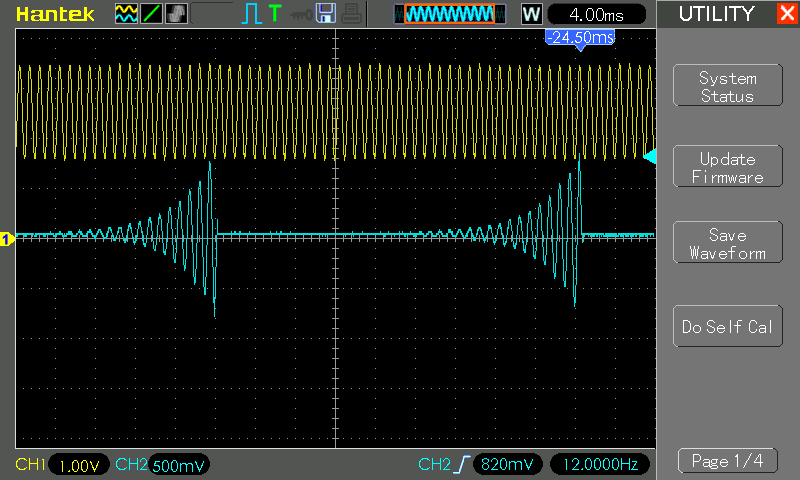 Hantek
T
W
4.00ms
UTILITY
-24.50ms
System
Status
Update
Firmware
Save
Waveform
Do Self Cal
1
CH1 1.00V CH2 500mV
CH2 820mV 12.0000Hz
Page 1/4